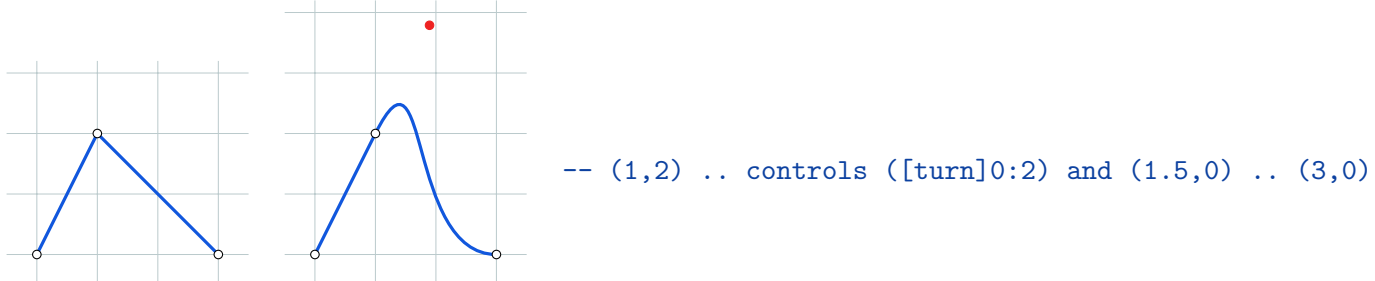 -- (1,2) .. controls ([turn]0:2) and (1.5,0) .. (3,0)